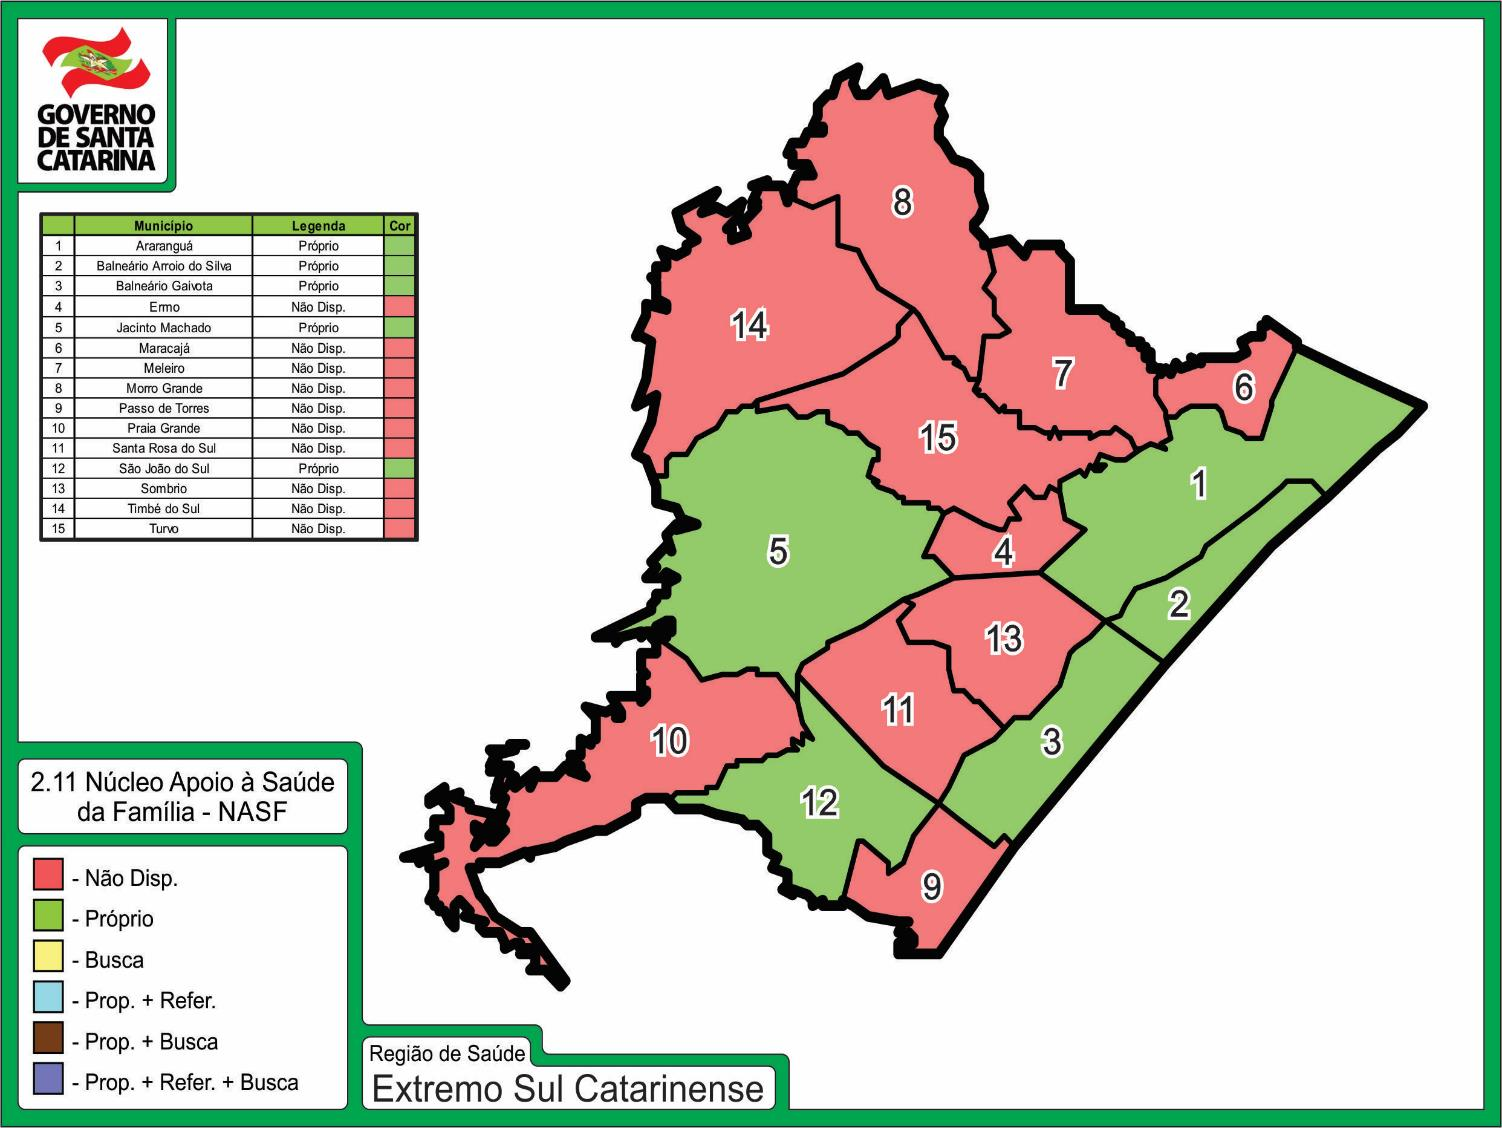 GOVERNO
DE SANTA
CATARINA
Município Legenda Cor
1 Araranguá Próprio
2 Balneário Arroio do Silva Próprio
3 Balneário Gaivota Próprio
4 Ermo Não Disp.
5 Jacinto Machado Próprio
6 Maracajá Não Disp.
7 Meleiro Não Disp.
8 Morro Grande Não Disp.
9 Passo de Torres Não Disp.
10 Praia Grande Não Disp.
11 Santa Rosa do Sul Não Disp.
12 São João do Sul Próprio
13 Sombrio Não Disp.
14 Timbé do Sul Não Disp.
15 Turvo Não Disp.
8
14
7
6
15
1
5
4
2
13
11
10
3
12
9
2.11 Núcleo Apoio à Saúde
da Família - NASF
- Não Disp.
- Próprio
- Busca
- Prop. + Refer.
- Prop. + Busca
- Prop. + Refer. + Busca
Região de Saúde
Extremo Sul Catarinense